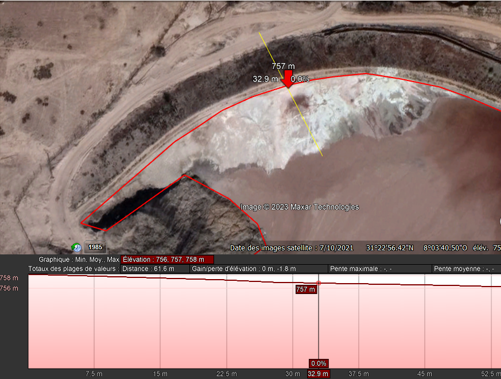 757 m
32.9 m 0.0%
Image © 2023 Maxar Technologies
1985
Date des images satellite : 7/10/2021 31°22'56.42"N 8°03'40.50"O élév. 75
Graphique : Min. Moy.: Max Élévation : 756, 757, 758 m
Totaux des plages de valeurs : Distance : 61.6 m Gain/perte d'élévation : 0 m, -1.8 m Pente maximale : -, - Pente moyenne : -, -
758 m
756 m
757 m
0.0%
7.5 m 15 m 22.5 m 30 m 32.9 m 37.5 m 45 m 52.5 m